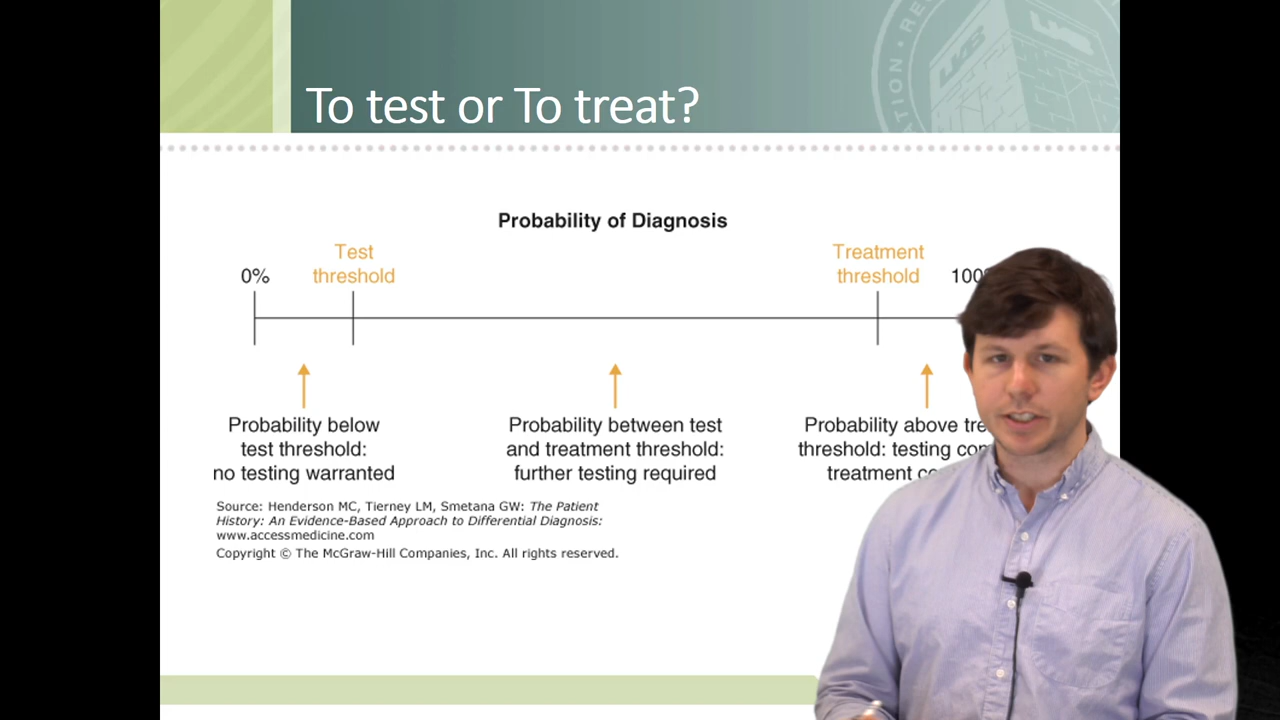 To test or To treat?
Probability of Diagnosis
Test
threshold
Treatment
threshold
0%
100
Probability below
test threshold:
no testing warranted
Probability between test
and treatment threshold:
further testing required
Probability above
threshold: testing
treatment
Source: Henderson MC, Tierney LM, Smetana GW: The Patient
History: An Evidence-Based Approach to Differential Diagnosis:
www.accessmedicine.com
Copyright © The McGraw-Hill Companies, Inc. All rights reserved.